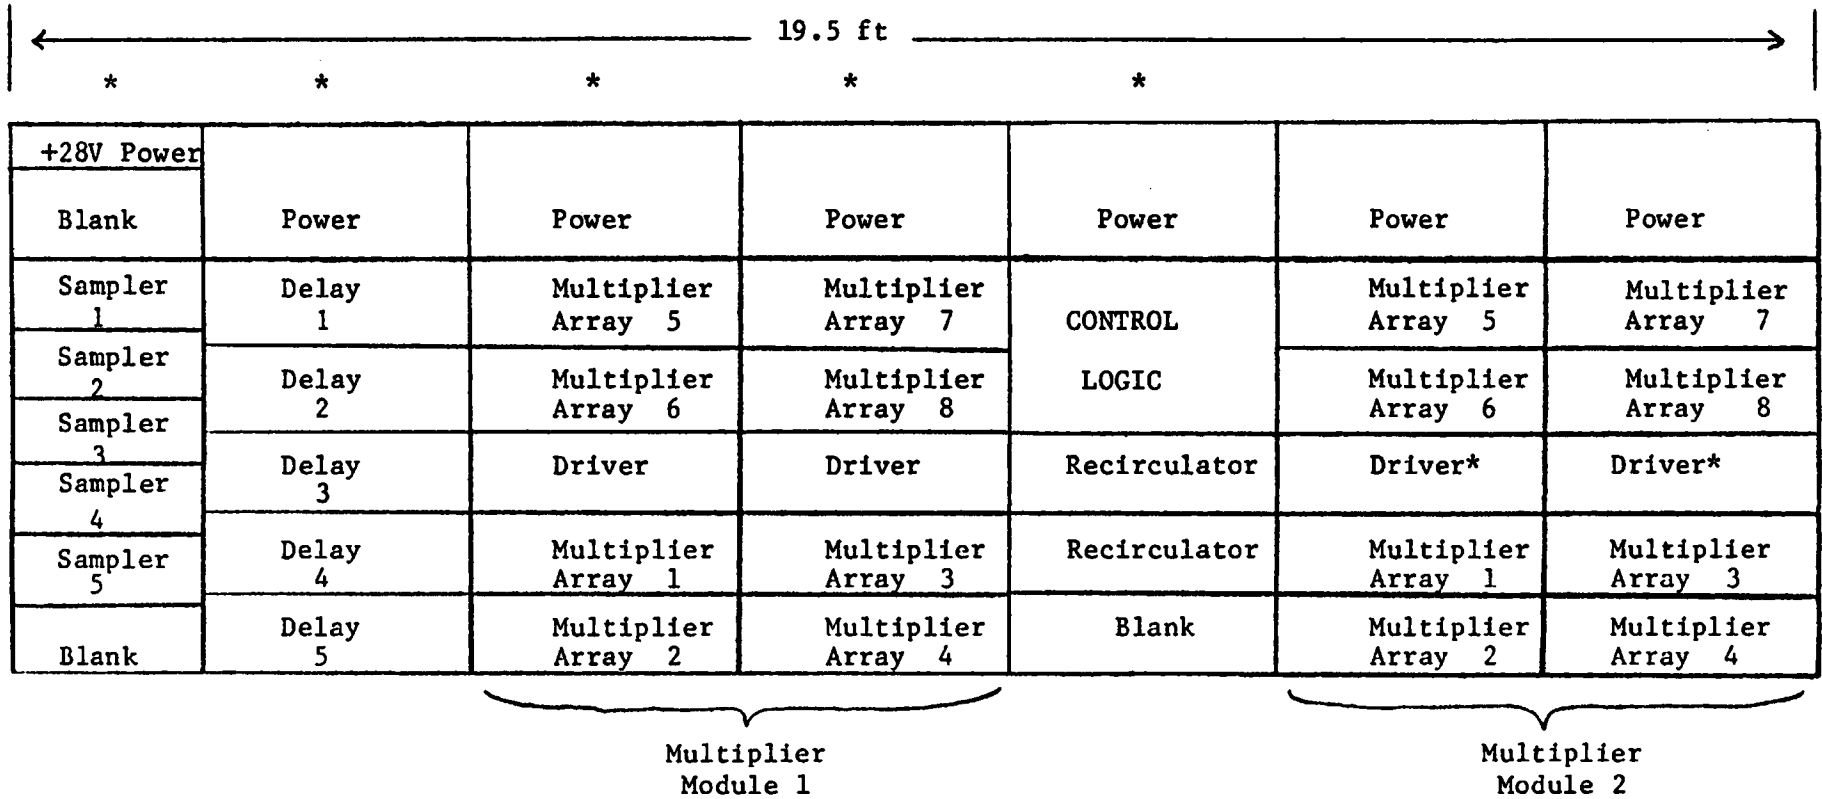 19.5 ft
* * * * *
+28V Power
Blank Power Power Power Power Power Power
Sampler Delay Multiplier Multiplier Multiplier Multiplier
1 1 Array 5 Array 7 CONTROL Array 5 Array 7
Sampler Delay Multiplier Multiplier LOGIC Multiplier Multiplier
2 2 Array 6 Array 8 Array 6 Array 8
Sampler
3 Delay Driver Driver Recirculator Driver* Driver*
Sampler 3
4
Sampler Delay Multiplier Multiplier Recirculator Multiplier Multiplier
5 4 Array 1 Array 3 Array 1 Array 3
Delay Multiplier Multiplier Blank Multiplier Multiplier
Blank 5 Array 2 Array 4 Array 2 Array 4
Multiplier Multiplier
Module 1 Module 2